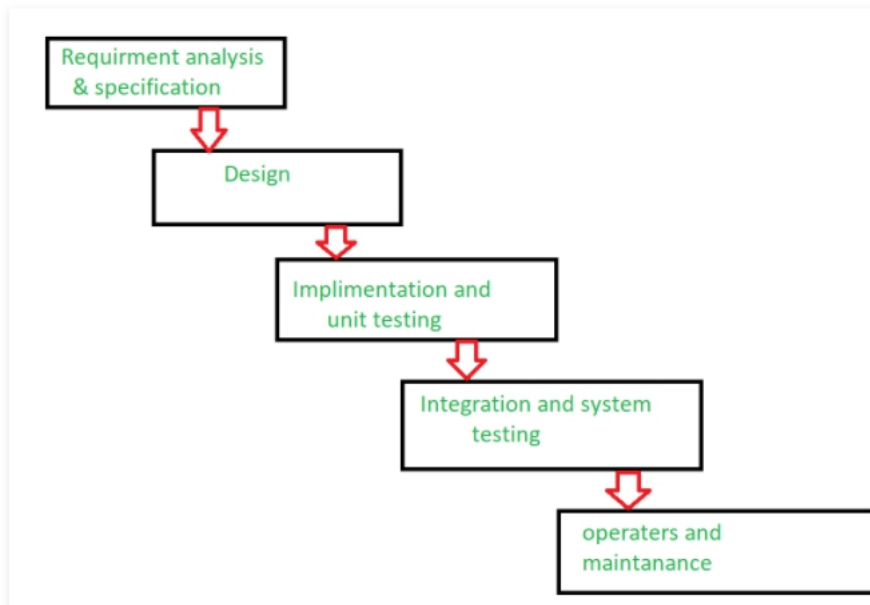 Requirment analysis
& specification
Design
Implimentation and
unit testing
Integration and system
testing
operaters and
maintanance